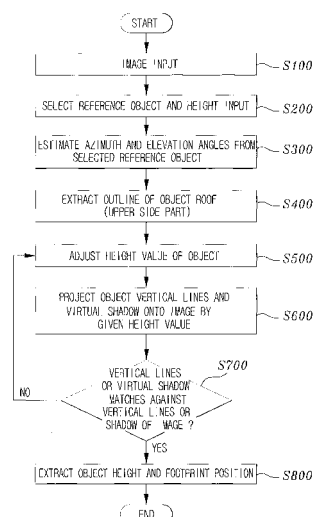 START
IMAGE INPUT
S100
SELECT REFERENCE OBJECT AND HEIGHT INPUT
S200
ESTIMATE AZIMUTH AND ELEVATION ANGLES FROM
SELECTED REFERENCE OBJECT
S300
EXTRACT OUTLINE OF OBJECT ROOF
(UPPER SIDE PART)
S400
ADJUST HEIGHT VALUE OF OBJECT
S500
PROJECT OBJECT VERTICAL LINES AND
VIRTUAL SHADOW ONTO IMAGE BY
GIVEN HEIGHT VALUE
S600
S700
VERTICAL LINES
OR VIRTUAL SHADOW
MATCHES AGAINST
VERTICAL LINES OR
SHADOW OF IMAGE ?
NO
YES
EXTRACT OBJECT HEIGHT AND FOOTPRINT POSITION
S800
END